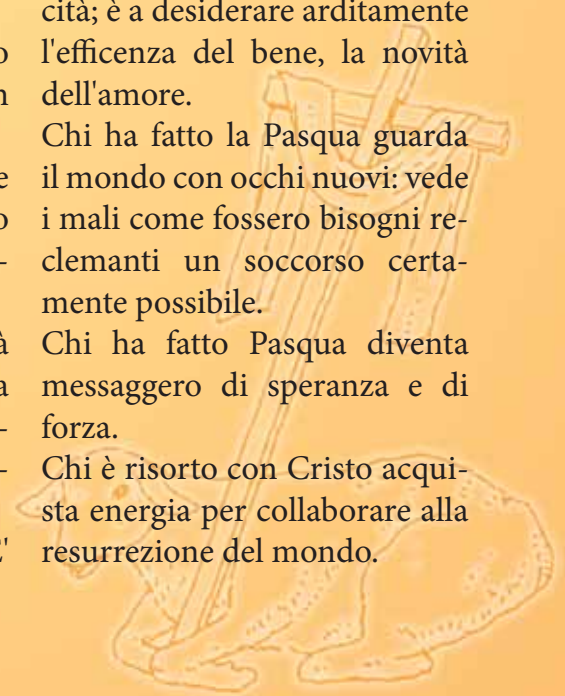 cità; è a desiderare arditamente
l'efficenza del bene, la novità
dell'amore.
Chi ha fatto la Pasqua guarda
il mondo con occhi nuovi: vede
i mali come fossero bisogni re-
clemanti un soccorso certa-
mente possibile.
Chi ha fatto Pasqua diventa
messaggero di speranza e di
forza.
Chi è risorto con Cristo acqui-
sta energia per collaborare alla
resurrezione del mondo.